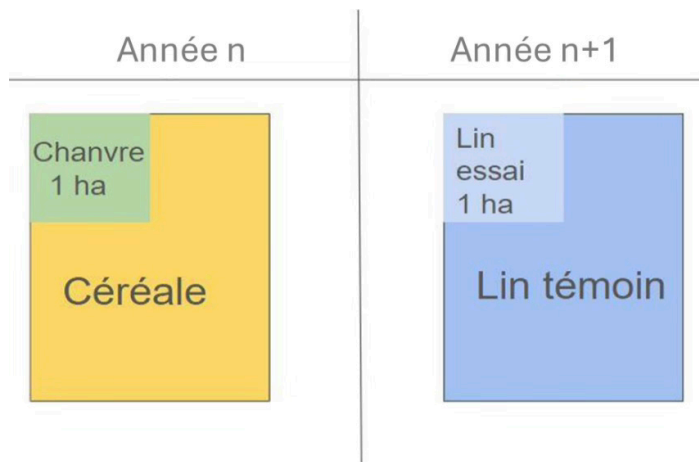 Année n
Année n+1
Chanvre
1 ha
Céréale
Lin
essai
1 ha
Lin témoin